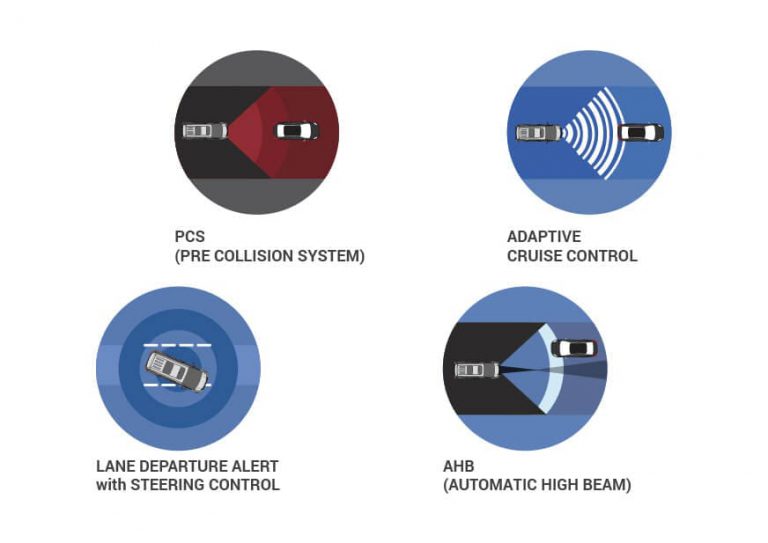 PCS
(PRE COLLISION SYSTEM)
ADAPTIVE
CRUISE CONTROL
LANE DEPARTURE ALERT
with STEERING CONTROL
AHB
(AUTOMATIC HIGH BEAM)